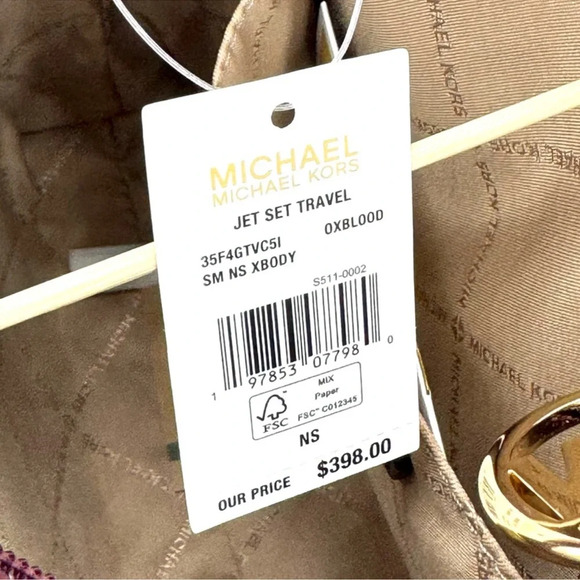 MICHAEL
MICHAEL KORS
JET SET TRAVEL
35F4GTVC5I OXBLOOD
SM NS XBODY
S511-0002
1 97853 07798 0
MIX
Paper
FSC™ C012345
FSC
NS
OUR PRICE $398.00
MICHAEL KORS
MICHAEL KORS